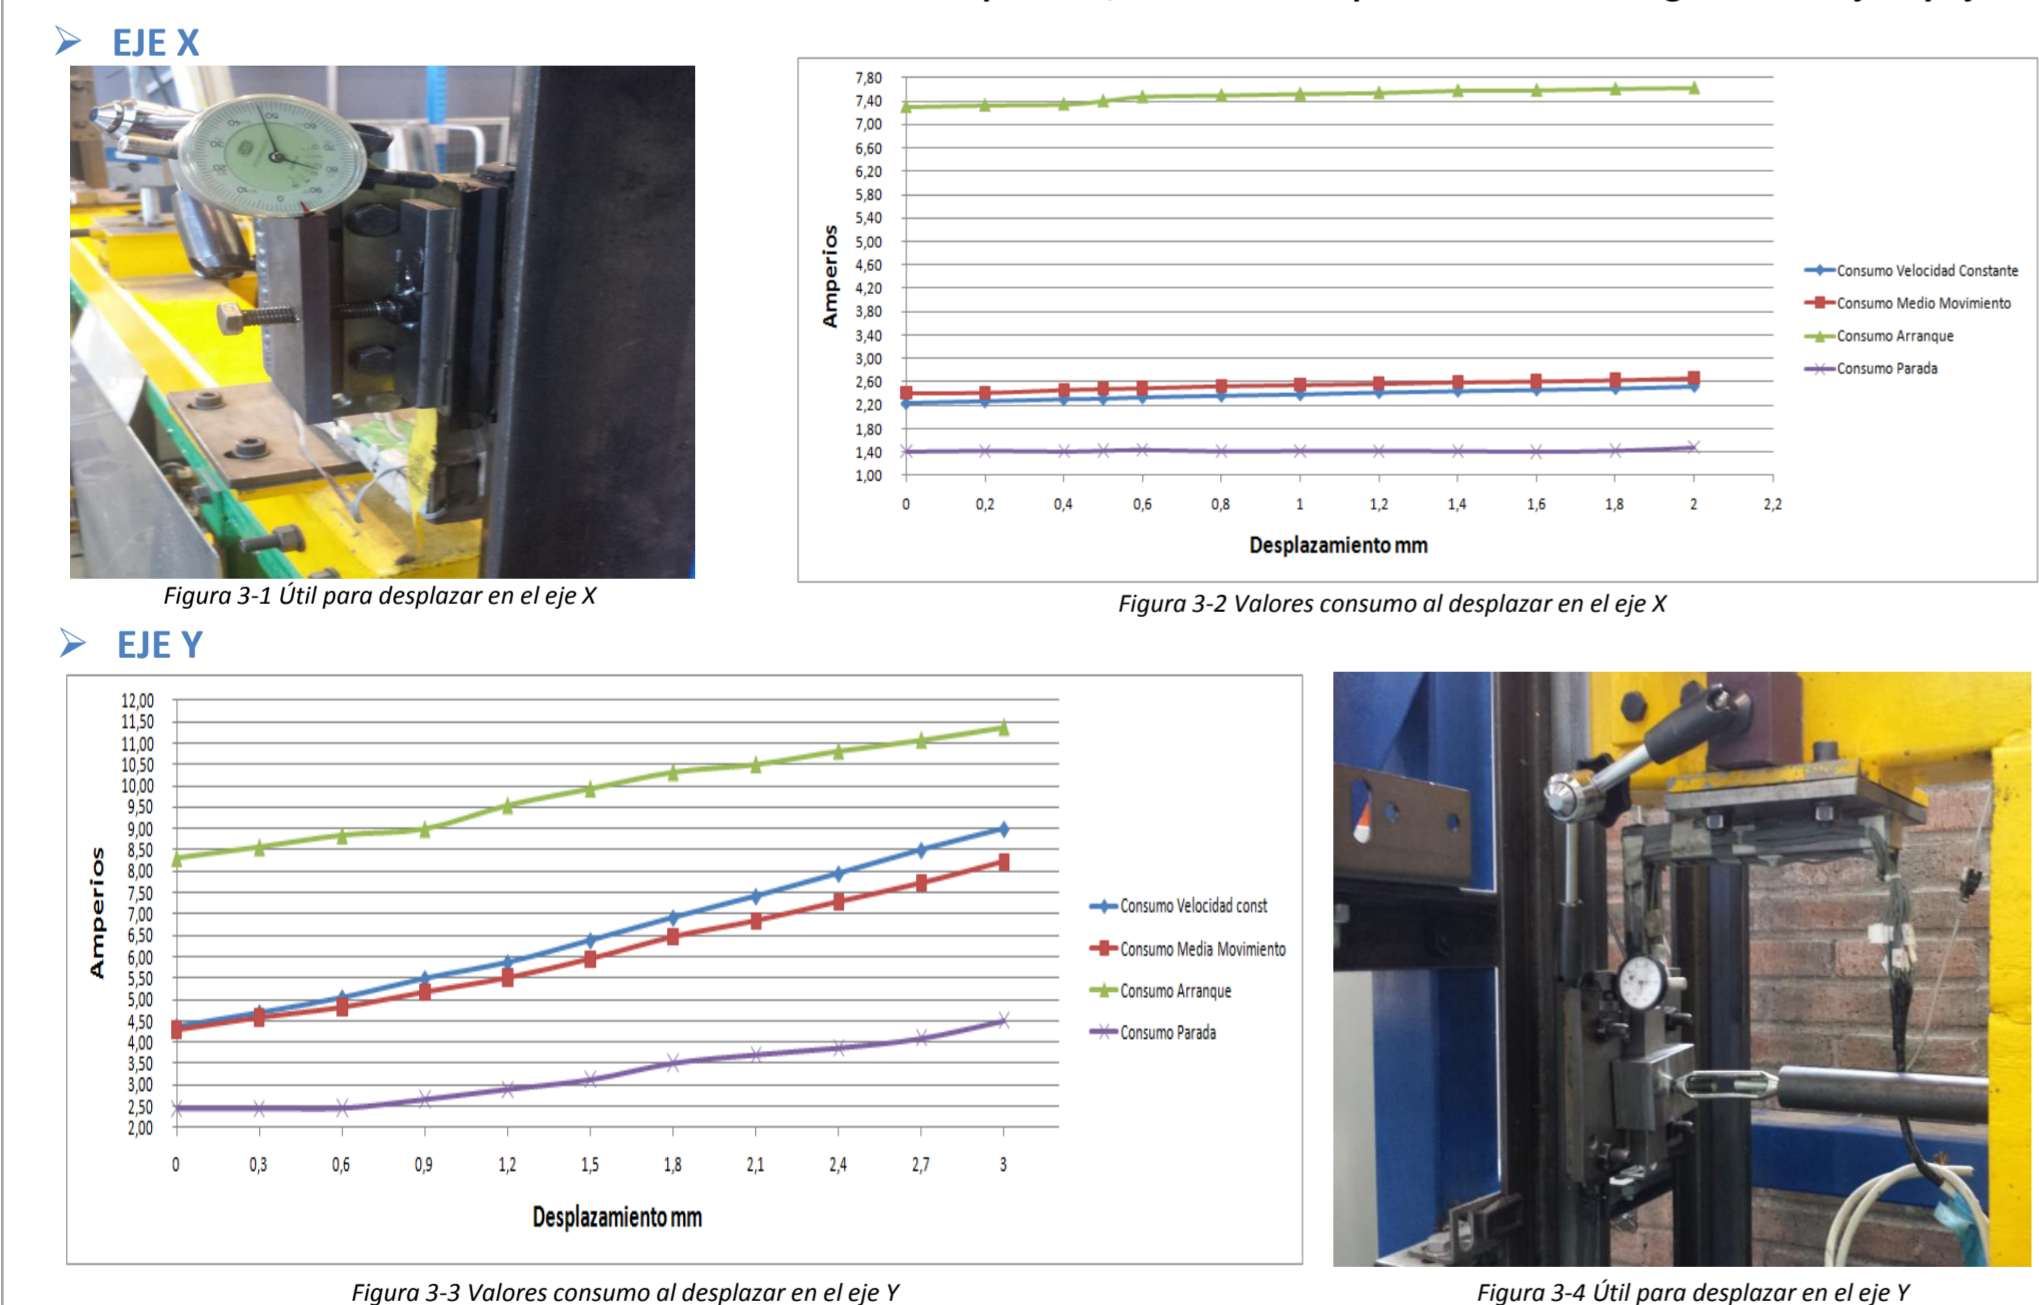 EJE X
7,80
7,40
7,00
6,60
6,20
5,80
5,40
5,00
4,60
4,20
3,80
3,40
3,00
2,60
2,20
1,80
1,40
1,00
Amperios
0 0,2 0,4 0,6 0,8 1 1,2 1,4 1,6 1,8 2 2,2
Desplazamiento mm
Consumo Velocidad Constante
Consumo Medio Movimiento
Consumo Arranque
Consumo Parada
Figura 3-1 Útil para desplazar en el eje X
Figura 3-2 Valores consumo al desplazar en el eje X
EJE Y
12,00
11,50
11,00
10,50
10,00
9,50
9,00
8,50
8,00
7,50
7,00
6,50
6,00
5,50
5,00
4,50
4,00
3,50
3,00
2,50
2,00
Amperios
0 0,3 0,6 0,9 1,2 1,5 1,8 2,1 2,4 2,7 3
Desplazamiento mm
Consumo Velocidad const
Consumo Media Movimiento
Consumo Arranque
Consumo Parada
Figura 3-3 Valores consumo al desplazar en el eje Y
Figura 3-4 Útil para desplazar en el eje Y